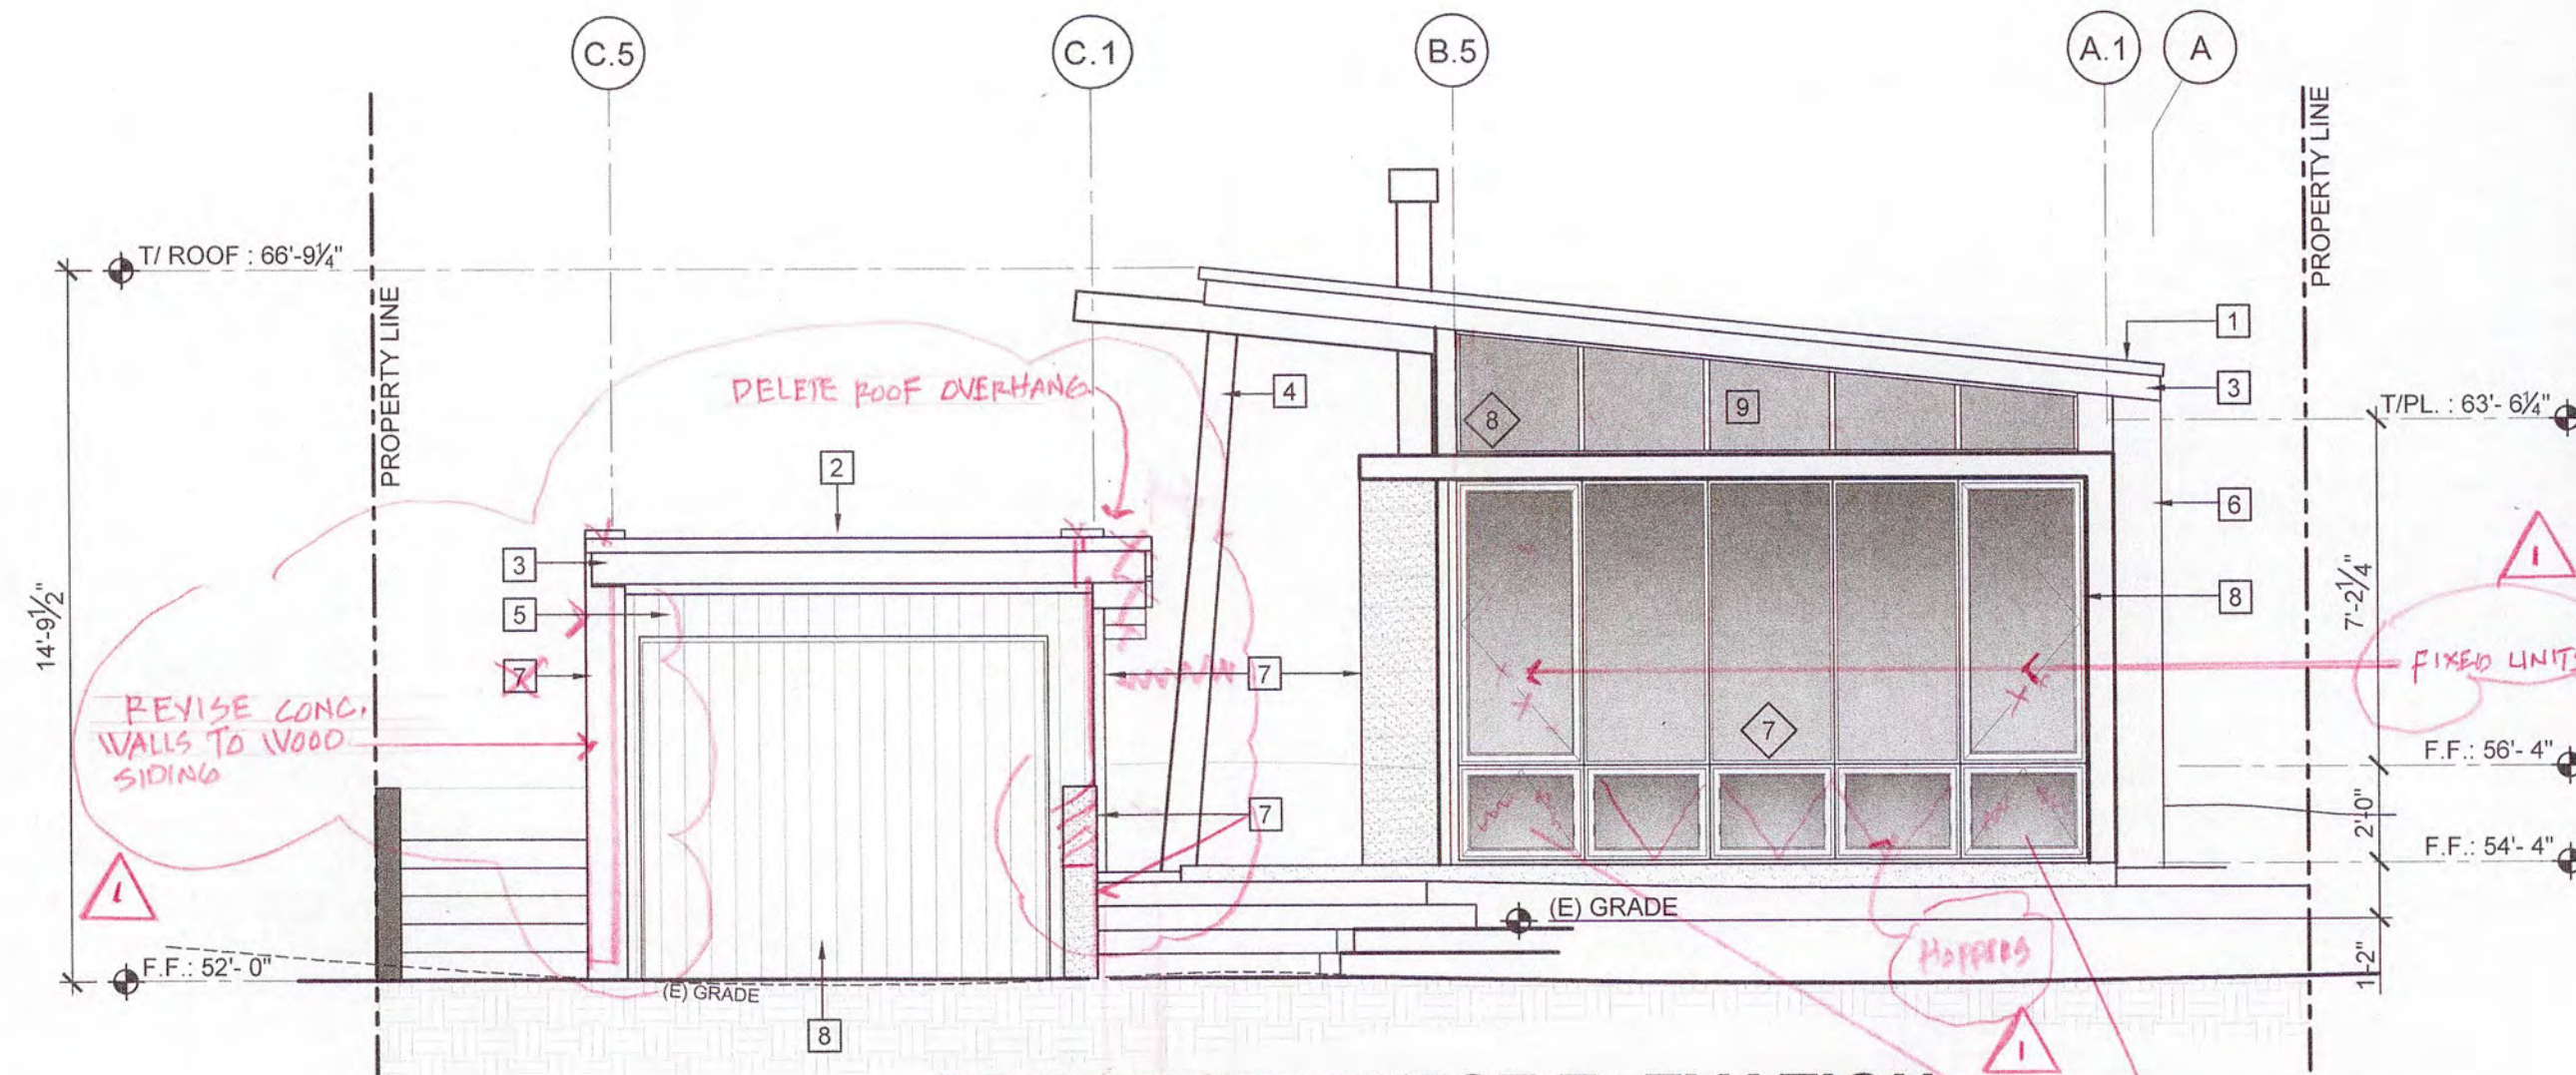 C.5
C.1
B.5
A.1
A
PROPERTY LINE
T/ ROOF : 66'-9¼"
PROPERTY LINE
1
DELETE ROOF OVERHANG
4
3
T/PL. : 63'- 6¼"
8
9
2
6
1
3
14'-9½"
5
8
7'-2¼"
7
7
FIXED UNITS
REVISE CONC.
WALLS TO WOOD
SIDING
7
F.F.: 56'- 4"
7
2'-0"
F.F.: 54'- 4"
1
(E) GRADE
HOPPERS
F.F.: 52'- 0"
(E) GRADE
1'-2"
8
1